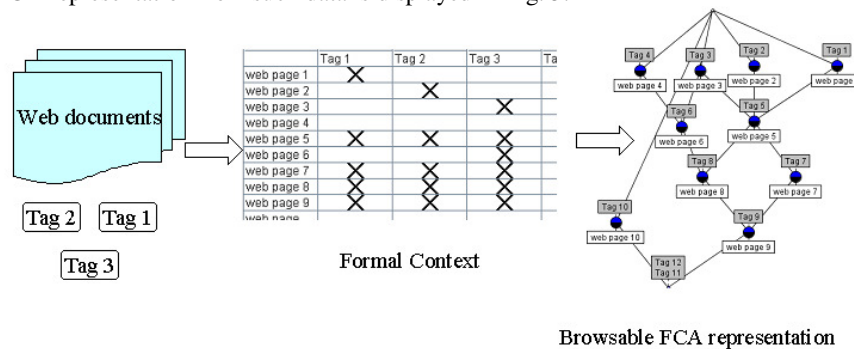 Web documents
Tag 2 Tag 1
Tag 3
Tag 1 Tag 2 Tag 3
web page 1
web page 2
web page 3
web page 4
web page 5
web page 6
web page 7
web page 8
web page 9
web page
Formal Context
Tag 4 Tag 3 Tag 2 Tag 1
web page 4 web page 3 web page 2 web page
Tag 6 Tag 5
web page 6 web page 5
Tag 8 Tag 7
web page 8 web page 7
Tag 10 Tag 9
web page 10 web page 9
Tag 12
Tag 11
Browsable FCA representation